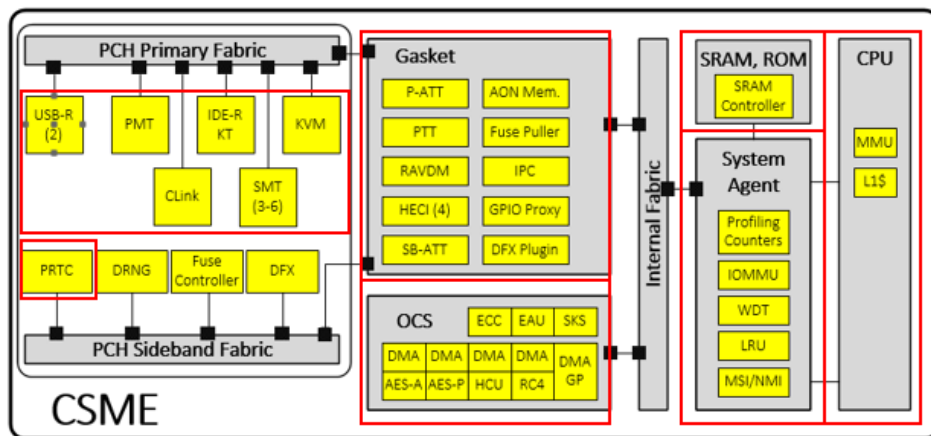 PCH Primary Fabric
USB-R
(2)
PMT
IDE-R
KT
KVM
CLink
SMT
(3-6)
PRTC
DRNG
Fuse
Controller
DFX
PCH Sideband Fabric
CSME
Gasket
P-ATT
AON Mem.
PTT
Fuse Puller
RAVDM
IPC
HECI (4)
GPIO Proxy
SB-ATT
DFX Plugin
OCS
ECC
EAU
SKS
DMA
DMA
DMA
DMA
DMA
GP
AES-A
AES-P
HCU
RC4
Internal Fabric
SRAM, ROM
SRAM
Controller
System
Agent
Profiling
Counters
IOMMU
WDT
LRU
MSI/NMI
CPU
MMU
L1$